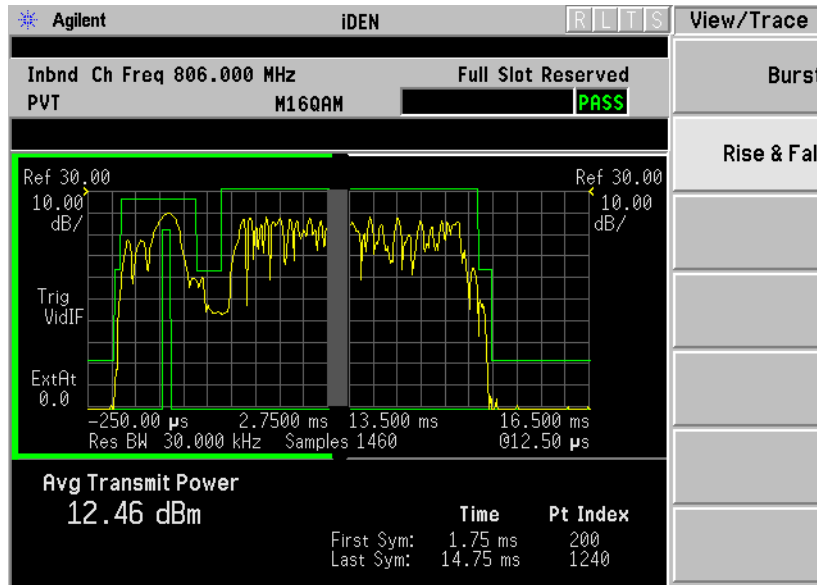 Agilent iDEN R L T S View/Trace
Inbnd Ch Freq 806.000 MHz Full Slot Reserved
PVT M16QAM PASS
Burst
Rise & Fal
Ref 30.00 Ref 30.00
10.00 10.00
dB/ dB/
Trig
VidIF
ExtAt
0.0
-250.00 µs 2.7500 ms 13.500 ms 16.500 ms
Res BW 30.000 kHz Samples 1460 @12.50 µs
Avg Transmit Power
12.46 dBm
Time Pt Index
First Sym: 1.75 ms 200
Last Sym: 14.75 ms 1240